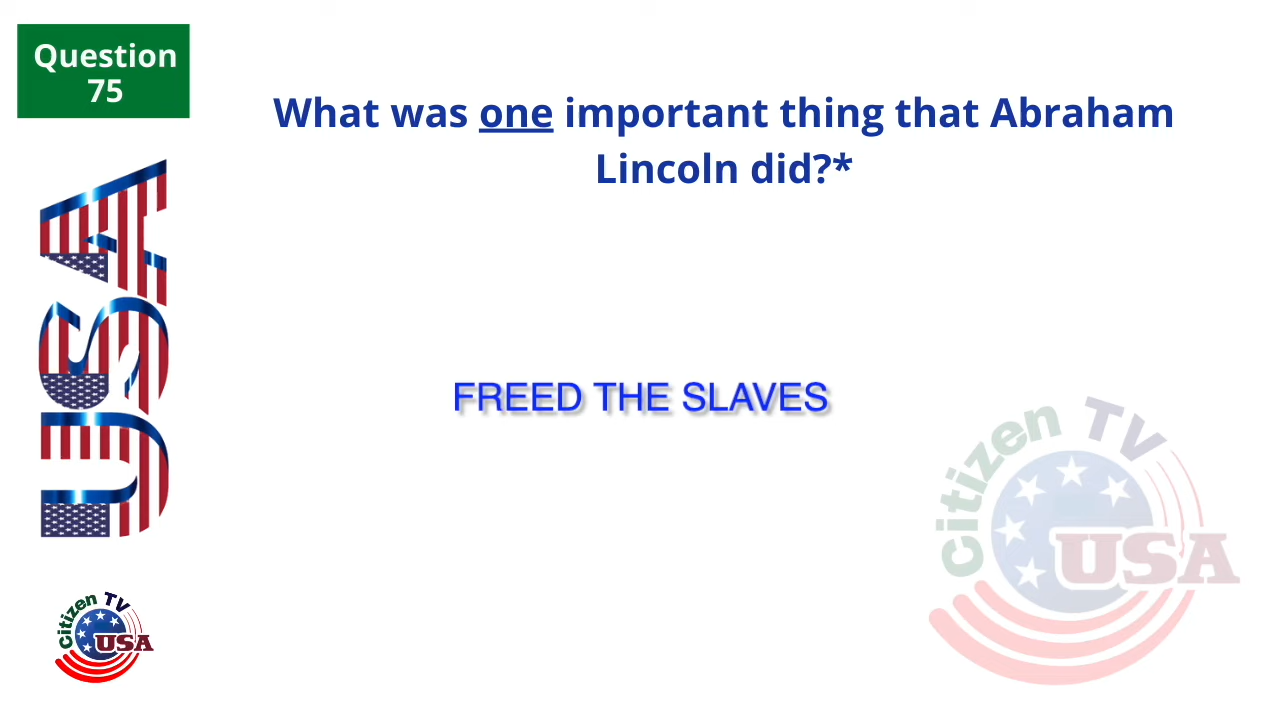 Question
75
What was one important thing that Abraham
Lincoln did?*
USA
FREED THE SLAVES
Citizen TV
USA
Citizen TV
USA